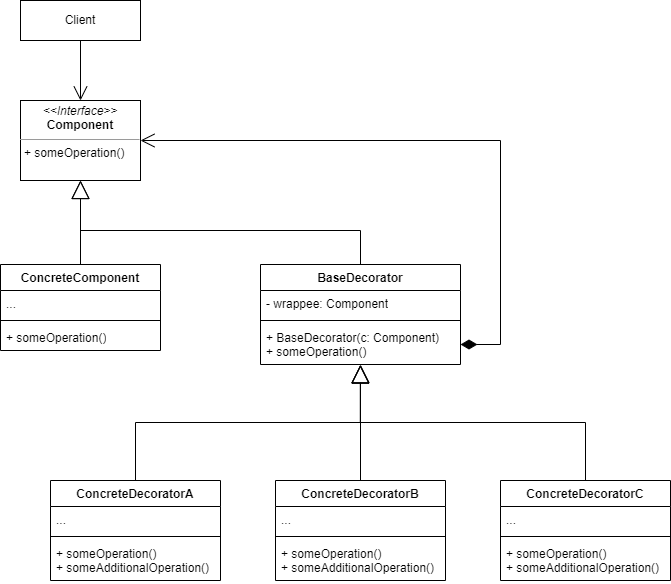 Client
<<Interface>>
Component
+ someOperation()
ConcreteComponent
...
+ someOperation()
BaseDecorator
- wrappee: Component
+ BaseDecorator(c: Component)
+ someOperation()
ConcreteDecoratorA
...
+ someOperation()
+ someAdditionalOperation()
ConcreteDecoratorB
...
+ someOperation()
+ someAdditionalOperation()
ConcreteDecoratorC
...
+ someOperation()
+ someAdditionalOperation()